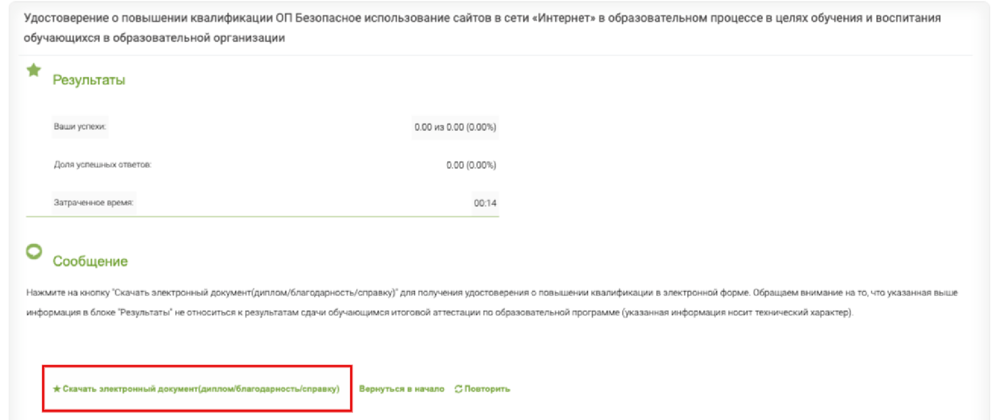 Удостоверение о повышении квалификации ОП Безопасное использование сайтов в сети «Интернет» в образовательном процессе в целях обучения и воспитания
обучающихся в образовательной организации
Результаты
Ваши успехи: 0.00 из 0.00 (0.00%)
Доля успешных ответов: 0.00 (0.00%)
Затраченное время: 00:14
Сообщение
Нажмите на кнопку "Скачать электронный документ(диплом/благодарность/справку)" для получения удостоверения о повышении квалификации в электронной форме. Обращаем внимание на то, что указанная выше
информация в блоке "Результаты" не относиться к результатам сдачи обучающимся итоговой аттестации по образовательной программе (указанная информация носит технический характер).
Скачать электронный документ(диплом/благодарность/справку) Вернуться в начало Повторить